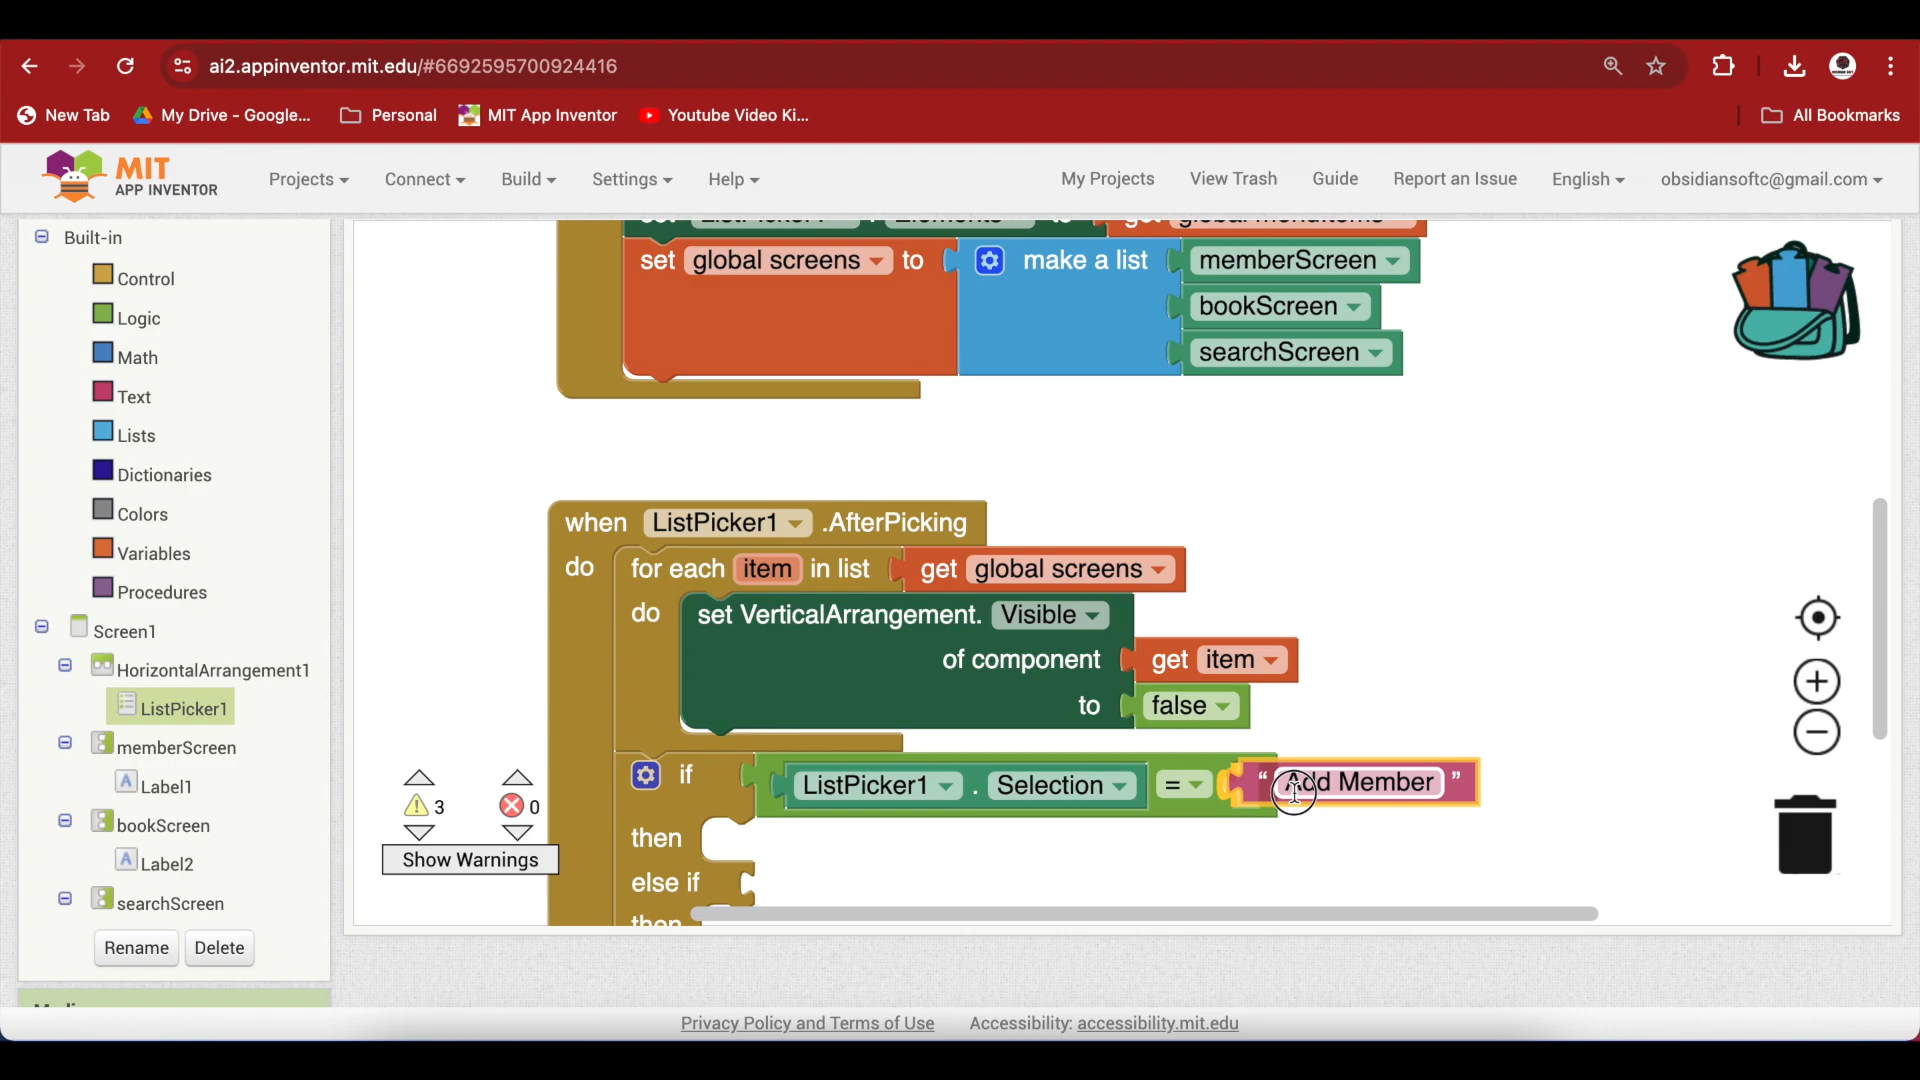 ai2.appinventor.mit.edu/#6692595700924416
New Tab
My Drive - Google...
Personal
MIT App Inventor
Youtube Video Ki...
All Bookmarks
MIT
APP INVENTOR
Projects
Connect
Build
Settings
Help
My Projects
View Trash
Guide
Report an Issue
English
obsidiansoftc@gmail.com
Built-in
Control
Logic
Math
Text
Lists
Dictionaries
Colors
Variables
Procedures
Screen1
HorizontalArrangement1
ListPicker1
memberScreen
Label1
bookScreen
Label2
searchScreen
Rename
Delete
set global screens to make a list memberScreen
bookScreen
searchScreen
when ListPicker1 .AfterPicking
do for each item in list get global screens
do set VerticalArrangement. Visible
of component get item
to false
if ListPicker1 . Selection = “ Add Member ”
then
else if
then
3
0
Show Warnings
Privacy Policy and Terms of Use
Accessibility: accessibility.mit.edu